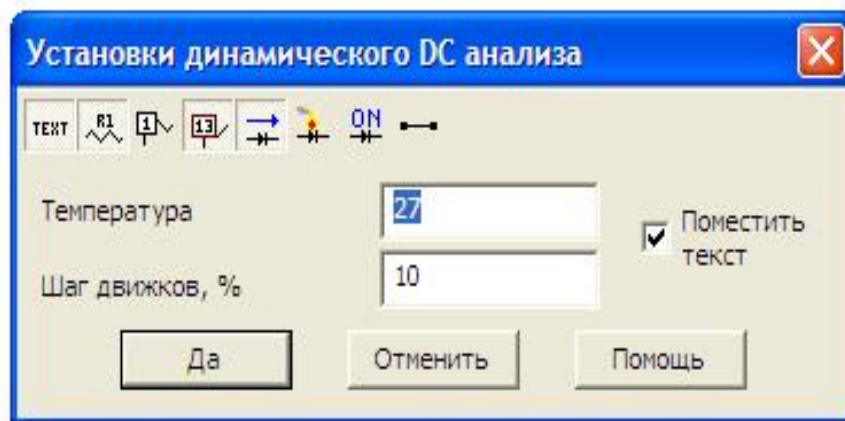 Установки динамического DC анализа
TEXT R1 1 13 ON
Температура 27
Поместить
текст
Шаг движков, % 10
Да Отменить Помощь